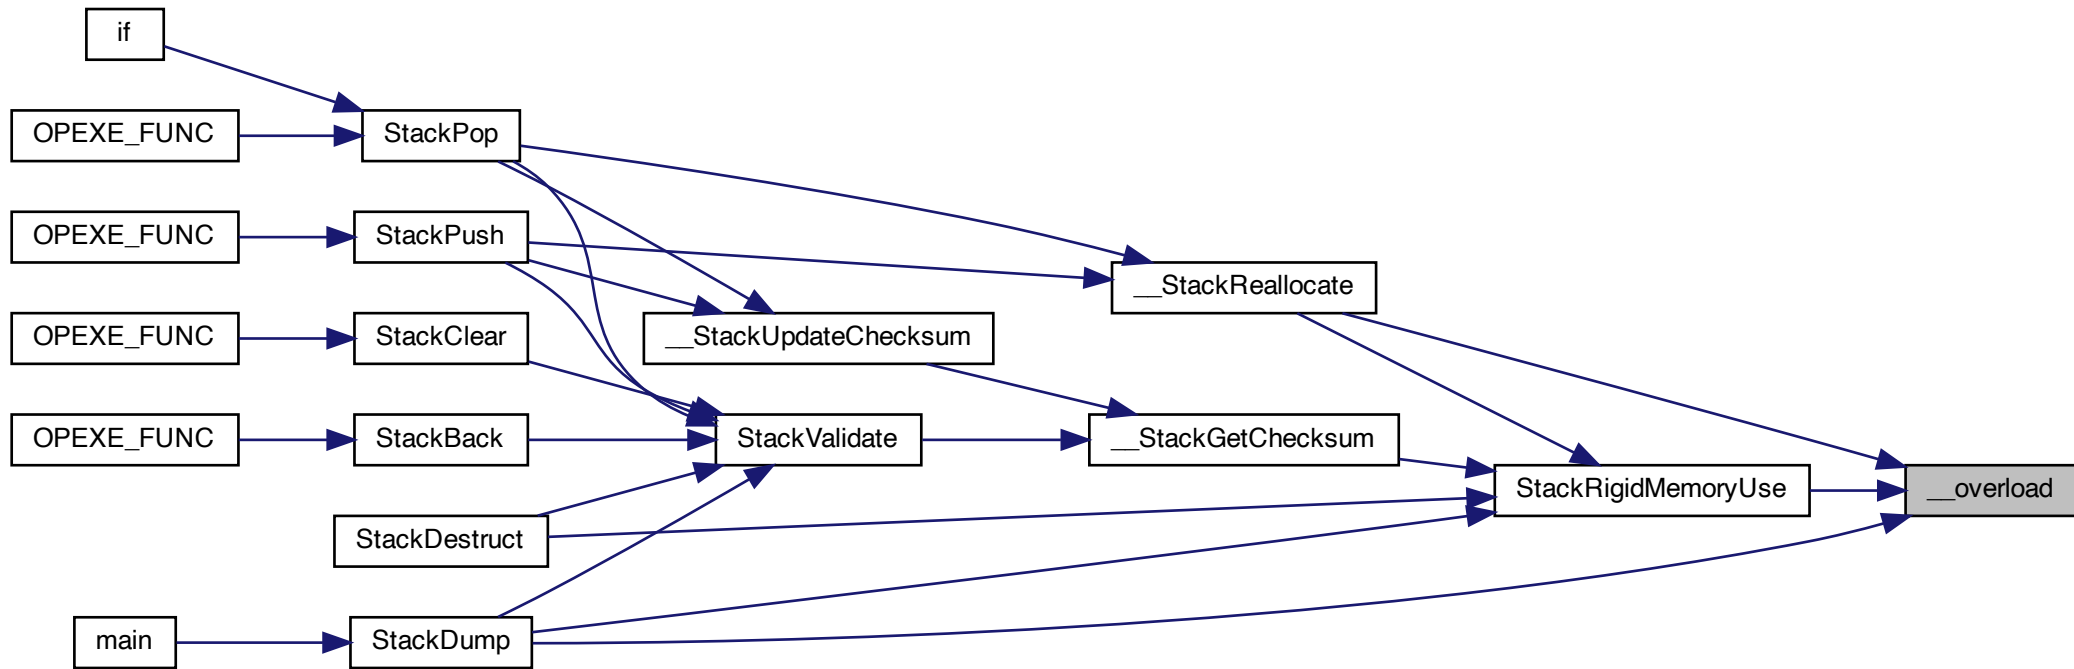 if
OPEXE_FUNC
StackPop
OPEXE_FUNC
StackPush
__StackReallocate
OPEXE_FUNC
StackClear
__StackUpdateChecksum
OPEXE_FUNC
StackBack
StackValidate
__StackGetChecksum
StackRigidMemoryUse
__overload
StackDestruct
main
StackDump